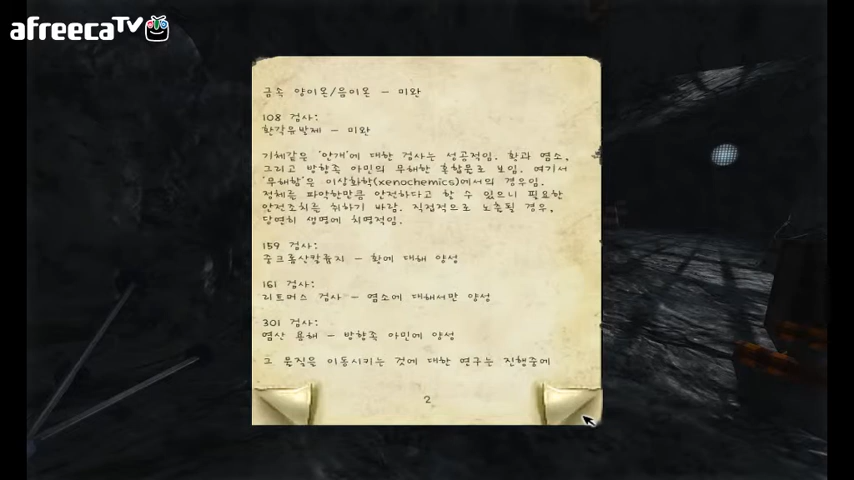 afreecaTV
금속 양이온/음이온 - 미완
108 검사:
환각유발제 - 미완
기체같은 '안개'에 대한 검사는 성공적임. 황과 염소,
그리고 방향족 아민의 무해한 혼합물로 보임. 여기서
'무해함'은 이상화학(xenochemics)에서의 경우임.
정체를 파악한만큼 안전하다고 할 수 있으니 필요한
안전조치를 취하기 바람. 직접적으로 노출될 경우,
당연히 생명에 치명적임.
159 검사:
중크롬산칼륨지 - 황에 대해 양성
161 검사:
리트머스 검사 - 염소에 대해서만 양성
301 검사:
염산 용해 - 방향족 아민에 양성
그 물질을 이동시키는 것에 대한 연구는 진행중에
2